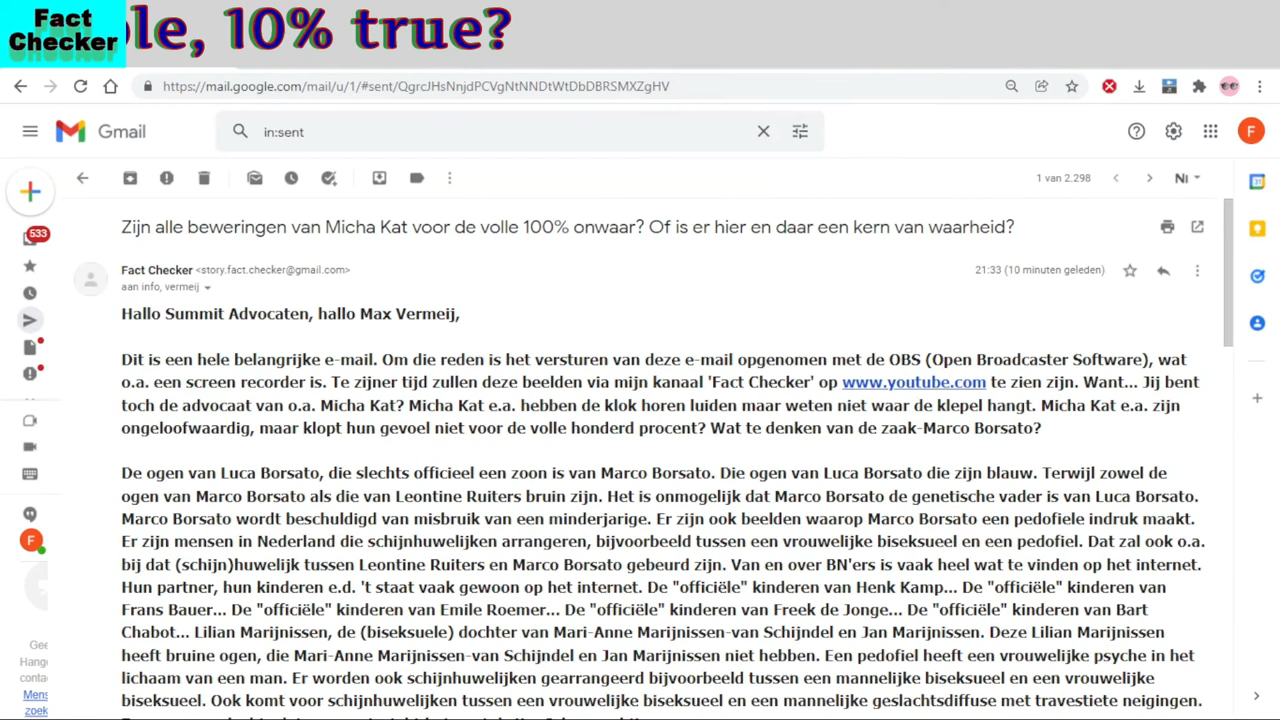 ole, 10% true?
Fact
Checker
https://mail.google.com/mail/u/1/#sent/QgrcJHsNnjdPCVgNtNNDtWtDbDBRSMXZgHV
Gmail
in:sent
F
1 van 2.298
Nl
533
Zijn alle beweringen van Micha Kat voor de volle 100% onwaar? Of is er hier en daar een kern van waarheid?
Fact Checker <story.fact.checker@gmail.com>
21:33 (10 minuten geleden)
aan info, vermeij
Hallo Summit Advocaten, hallo Max Vermeij,
Dit is een hele belangrijke e-mail. Om die reden is het versturen van deze e-mail opgenomen met de OBS (Open Broadcaster Software), wat
o.a. een screen recorder is. Te zijner tijd zullen deze beelden via mijn kanaal 'Fact Checker' op www.youtube.com te zien zijn. Want... Jij bent
toch de advocaat van o.a. Micha Kat? Micha Kat e.a. hebben de klok horen luiden maar weten niet waar de klepel hangt. Micha Kat e.a. zijn
ongeloofwaardig, maar klopt hun gevoel niet voor de volle honderd procent? Wat te denken van de zaak-Marco Borsato?
De ogen van Luca Borsato, die slechts officieel een zoon is van Marco Borsato. De ogen van Luca Borsato die zijn blauw. Terwijl zowel de
ogen van Marco Borsato als die van Leontine Ruiters bruin zijn. Het is onmogelijk dat Marco Borsato de genetische vader is van Luca Borsato.
Marco Borsato wordt beschuldigd van misbruik van een minderjarige. Er zijn ook beelden waarop Marco Borsato een pedofiele indruk maakt.
Er zijn mensen in Nederland die schijnhuwelijken arrangeren, bijvoorbeeld tussen een vrouwelijke biseksueel en een pedofiel. Dat zal ook o.a.
bij dat (schijn)huwelijk tussen Leontine Ruiters en Marco Borsato gebeurd zijn. Van en over BN'ers is vaak heel wat te vinden op het internet.
Hun partner, hun kinderen e.d. 't staat vaak gewoon op het internet. De "officiële" kinderen van Henk Kamp... De "officiële" kinderen van
Frans Bauer... De "officiële" kinderen van Emile Roemer... De "officiële" kinderen van Freek de Jonge... De "officiële" kinderen van Bart
Chabot... Lilian Marijnissen, de (biseksuele) dochter van Mari-Anne Marijnissen-van Schijndel en Jan Marijnissen. Deze Lilian Marijnissen
heeft bruine ogen, die Mari-Anne Marijnissen-van Schijndel en Jan Marijnissen niet hebben. Een pedofiel heeft een vrouwelijke psyche in het
lichaam van een man. Er worden ook schijnhuwelijken gearrangeerd bijvoorbeeld tussen een mannelijke biseksueel en een vrouwelijke
biseksueel. Ook komt voor schijnhuwelijken tussen een vrouwelijke biseksueel en een mannelijke geslachtsdiffuse met travestiete neigingen.
F
Gee
Hang
conta
Mens
zoek